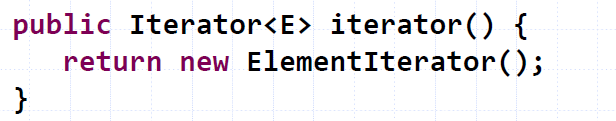 public Iterator<E> iterator() {
   return new ElementIterator();
}